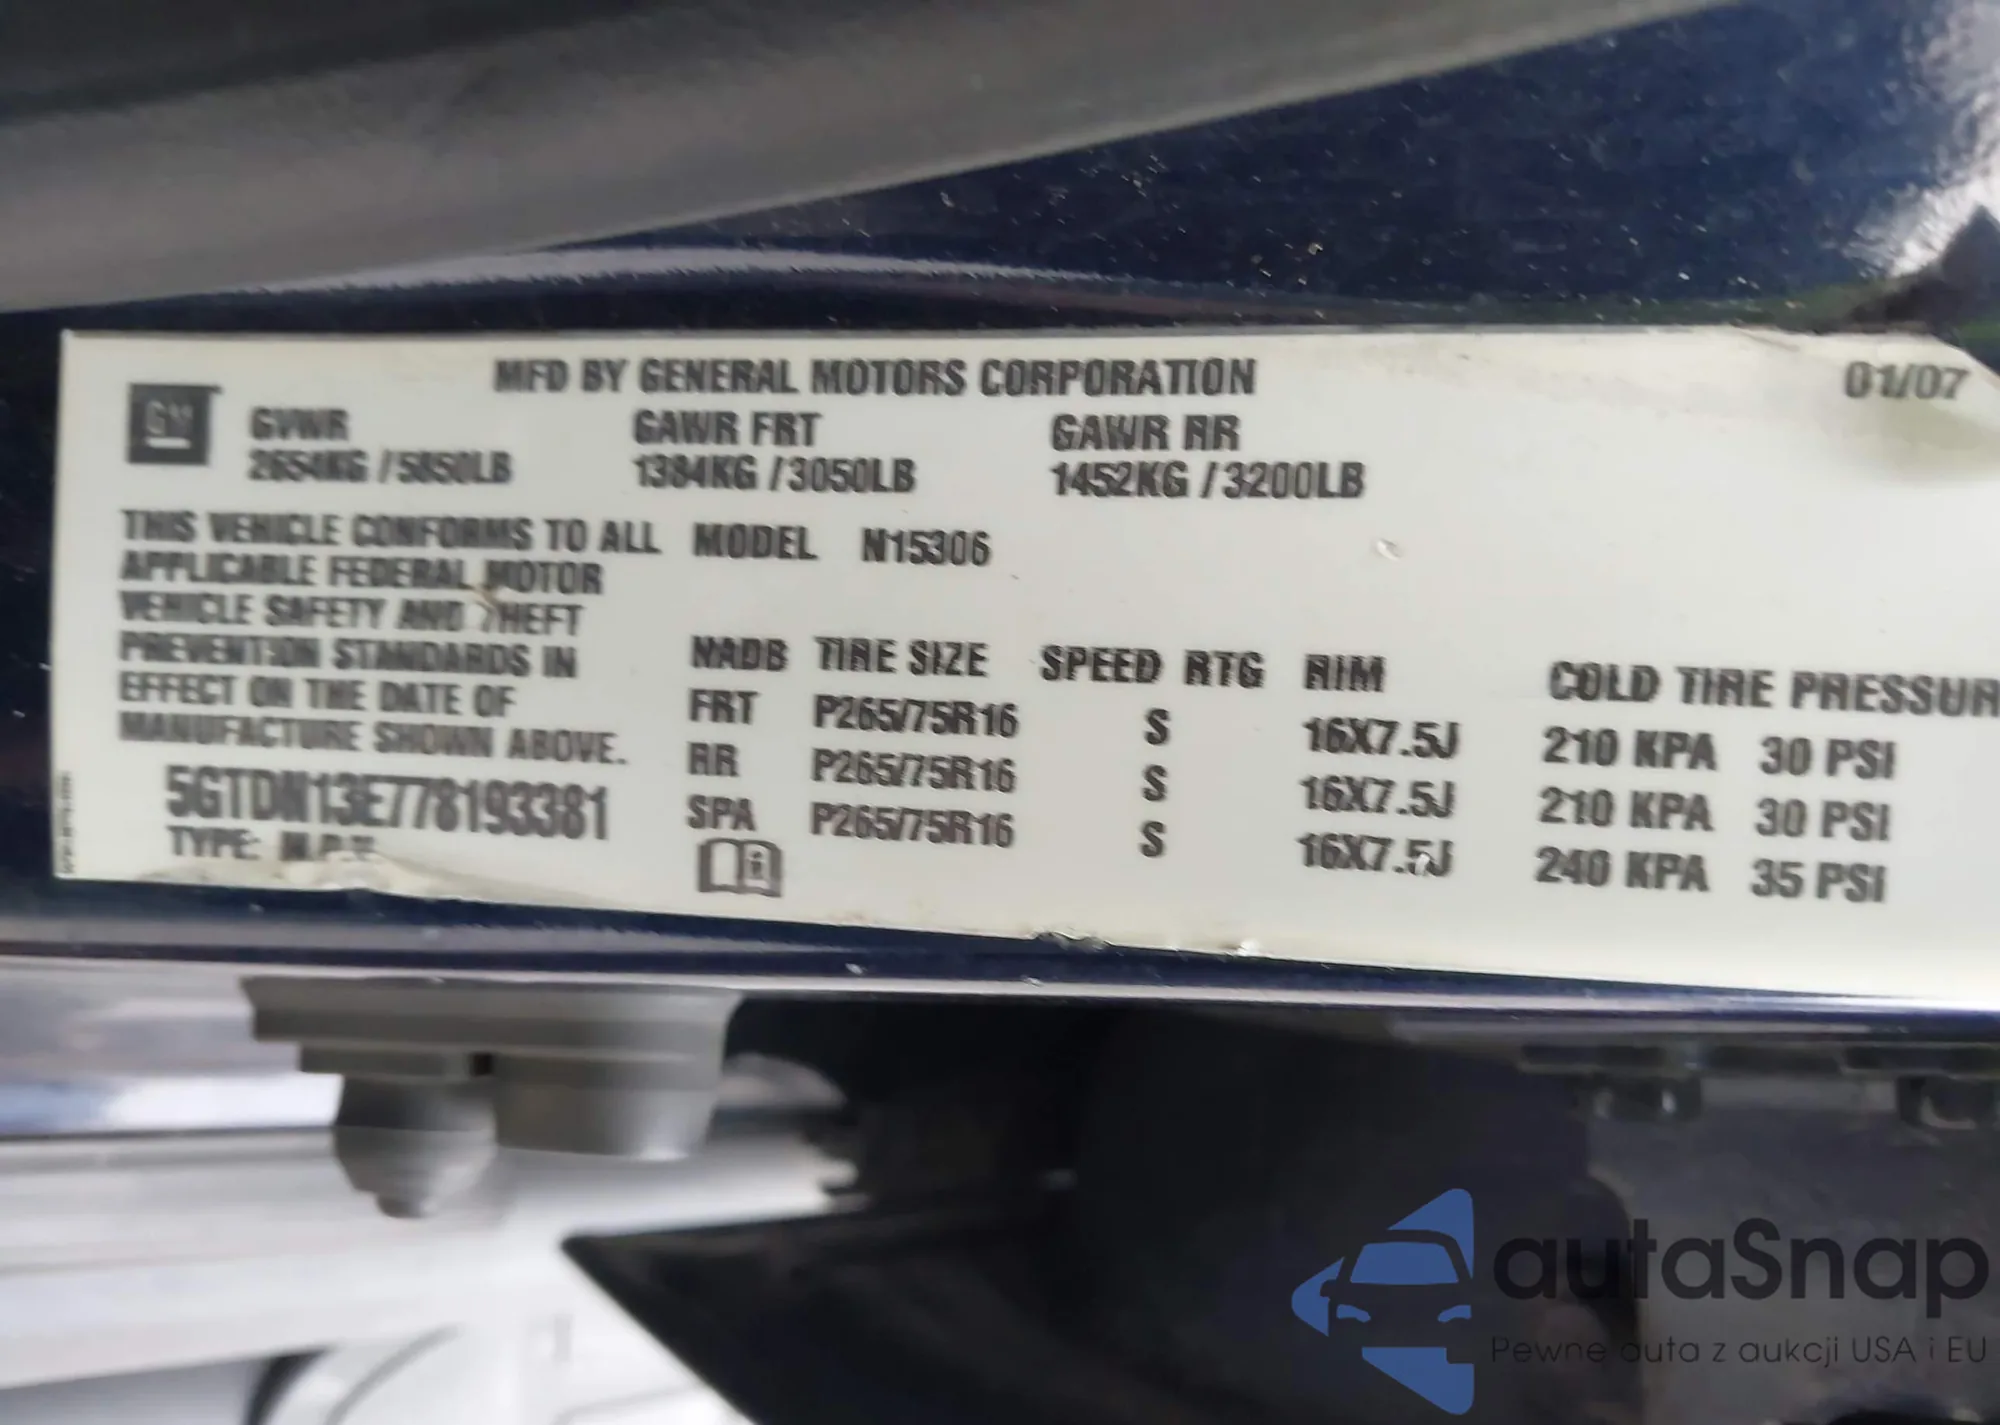 MFD BY GENERAL MOTORS CORPORATION 01/07
GM
GVWR GAWR FRT GAWR RR
2654KG / 5850LB 1384KG / 3050LB 1452KG / 3200LB
THIS VEHICLE CONFORMS TO ALL
APPLICABLE FEDERAL MOTOR
VEHICLE SAFETY AND THEFT
PREVENTION STANDARDS IN
EFFECT ON THE DATE OF
MANUFACTURE SHOWN ABOVE.
5GTDN13E778193381
TYPE: M.P.V.
MODEL N15306
NADB TIRE SIZE SPEED RTG RIM COLD TIRE PRESSUR
FRT P265/75R16 S 16X7.5J 210 KPA 30 PSI
RR P265/75R16 S 16X7.5J 210 KPA 30 PSI
SPA P265/75R16 S 16X7.5J 240 KPA 35 PSI
autaSnap
Pewne auta z aukcji USA i EU